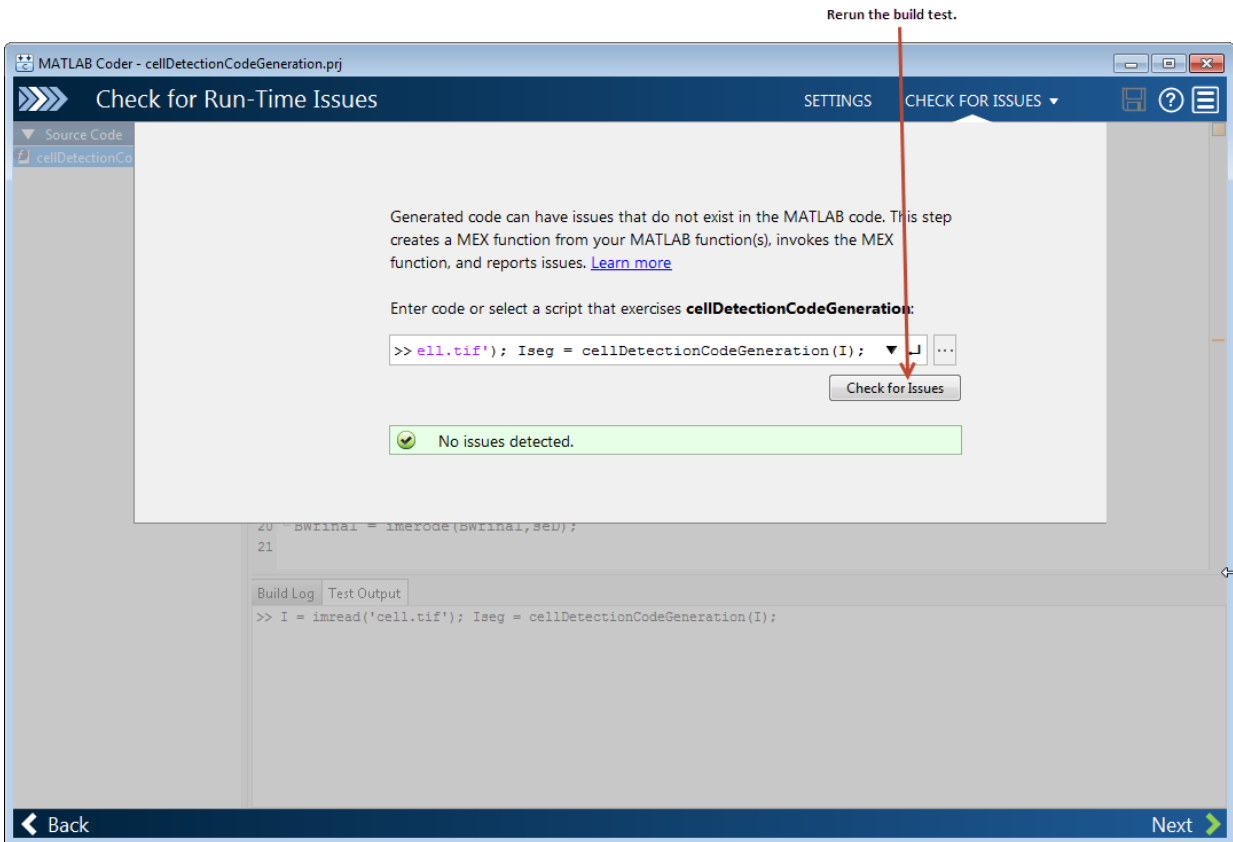 Rerun the build test.
MATLAB Coder - cellDetectionCodeGeneration.prj
Check for Run-Time Issues
SETTINGS
CHECK FOR ISSUES
Source Code
cellDetectionCo
Generated code can have issues that do not exist in the MATLAB code. This step
creates a MEX function from your MATLAB function(s), invokes the MEX
function, and reports issues. Learn more
Enter code or select a script that exercises cellDetectionCodeGeneration:
>> ell.tif'); Iseg = cellDetectionCodeGeneration(I);
...
Check for Issues
No issues detected.
20 BWfinal = imerode(BWfinal,seD);
21
Build Log
Test Output
>> I = imread('cell.tif'); Iseg = cellDetectionCodeGeneration(I);
Back
Next